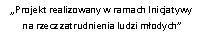 „Projekt realizowany w ramach Inicjatywy
na rzecz zatrudnienia ludzi młodych”